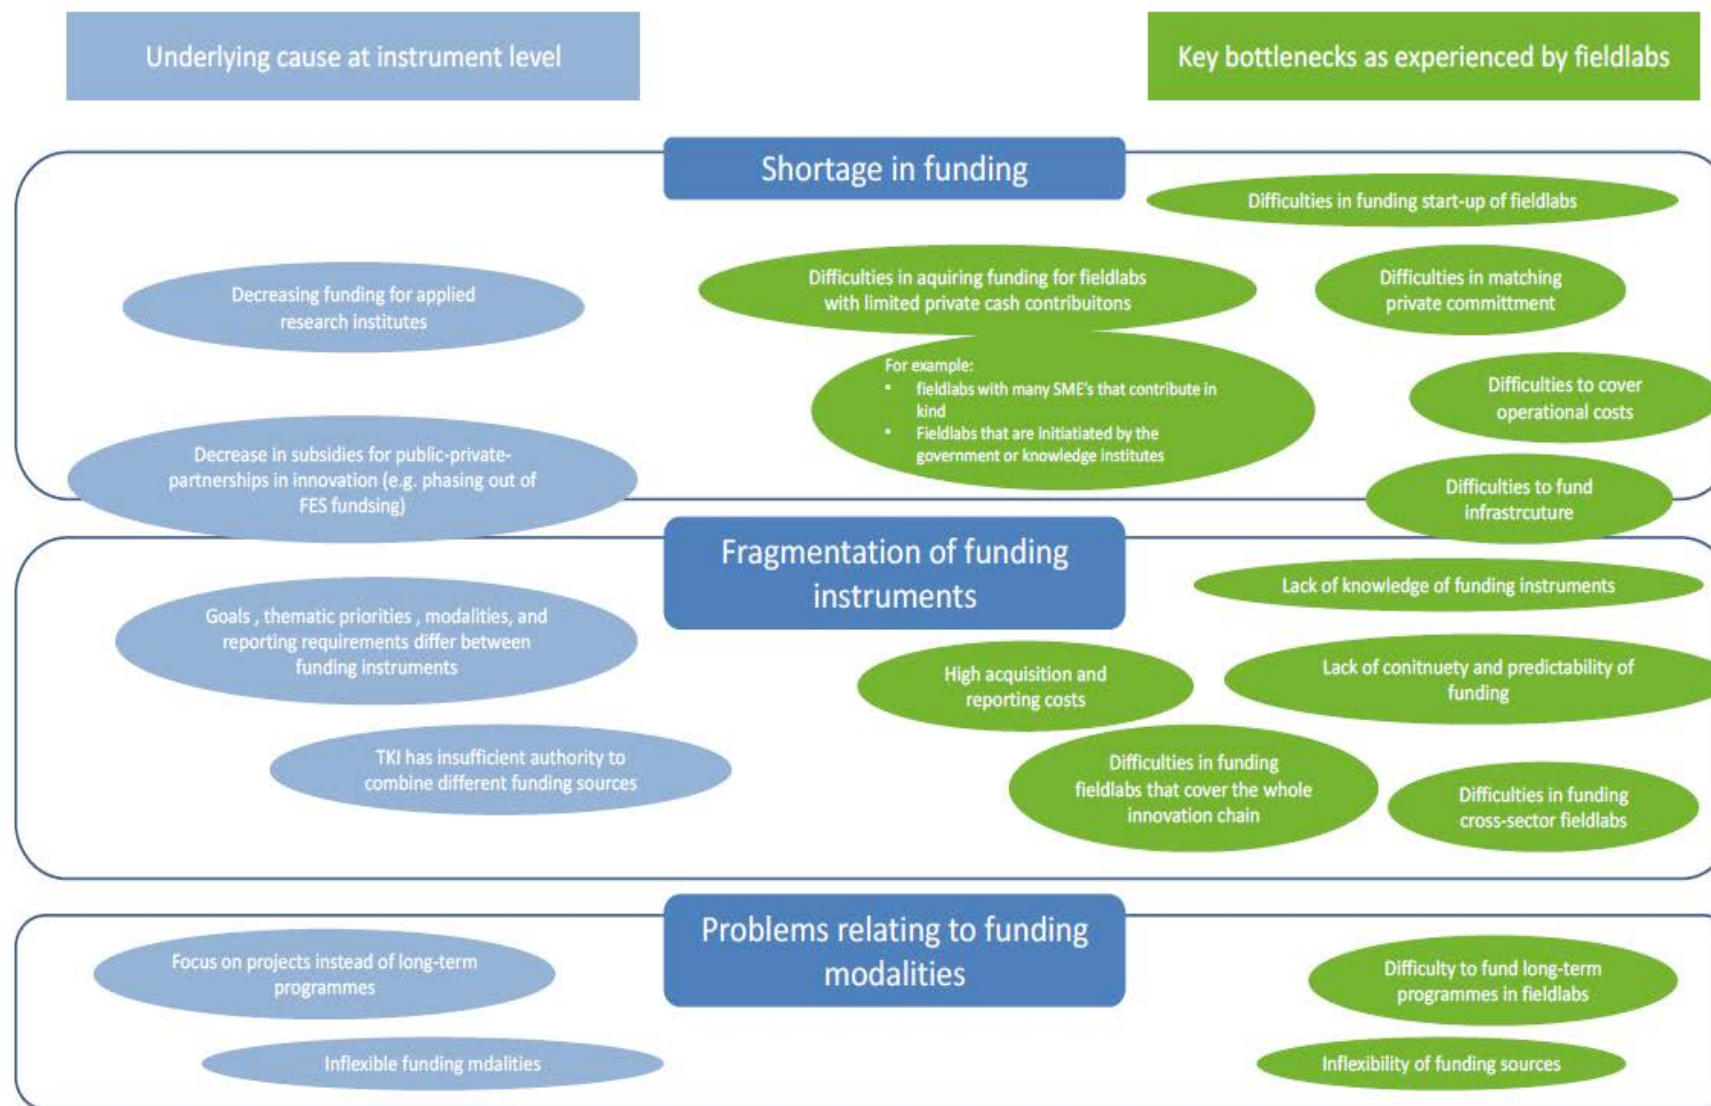 Underlying cause at instrument level
Key bottlenecks as experienced by fieldlabs
Shortage in funding
Difficulties in funding start-up of fieldlabs
Decreasing funding for applied
research institutes
Difficulties in aquiring funding for fieldlabs
with limited private cash contribuitons
Difficulties in matching
private committment
For example:
• fieldlabs with many SME's that contribute in
kind
• Fieldlabs that are initiatiated by the
government or knowledge institutes
Difficulties to cover
operational costs
Decrease in subsidies for public-private-
partnerships in innovation (e.g. phasing out of
FES fundsing)
Difficulties to fund
infrastrcuture
Fragmentation of funding
instruments
Lack of knowledge of funding instruments
Goals , thematic priorities , modalities, and
reporting requirements differ between
funding instruments
High acquisition and
reporting costs
Lack of conitnuety and predictability of
funding
TKI has insufficient authority to
combine different funding sources
Difficulties in funding
fieldlabs that cover the whole
innovation chain
Difficulties in funding
cross-sector fieldlabs
Problems relating to funding
modalities
Focus on projects instead of long-term
programmes
Difficulty to fund long-term
programmes in fieldlabs
Inflexible funding mdalities
Inflexibility of funding sources